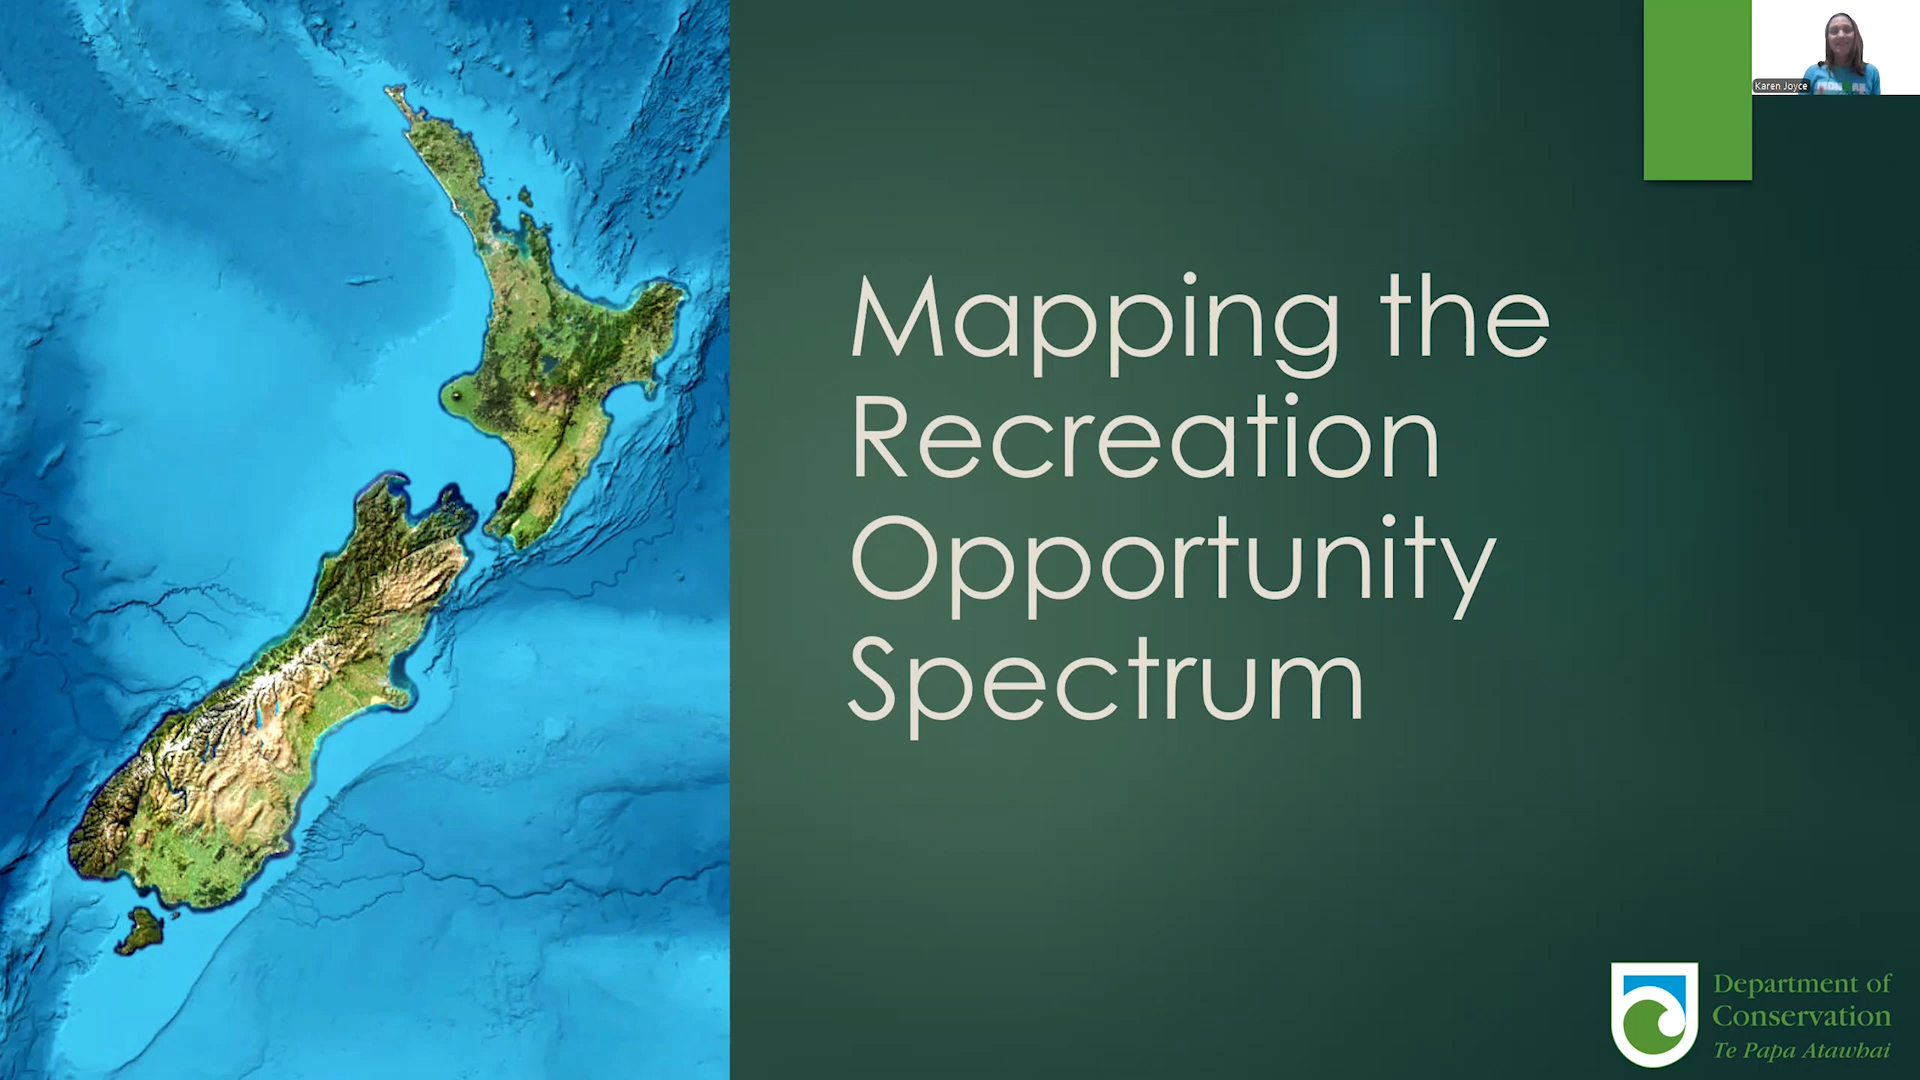 Karen Joyce
Mapping the
Recreation
Opportunity
Spectrum
Department of
Conservation
Te Papa Atawhai